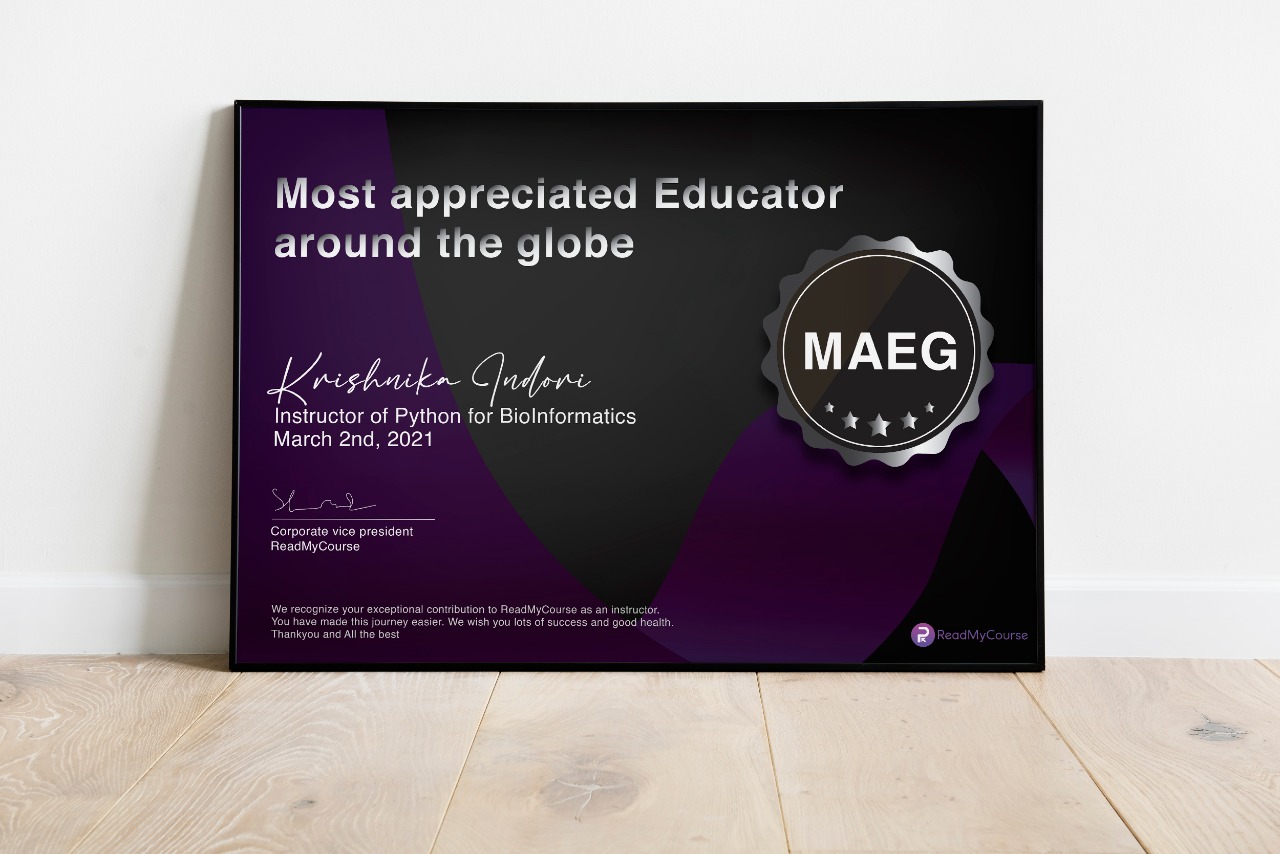 Most appreciated Educator
around the globe
MAEG
Krishnika Indori
Instructor of Python for BioInformatics
March 2nd, 2021
Corporate vice president
ReadMyCourse
We recognize your exceptional contribution to ReadMyCourse as an instructor.
You have made this journey easier. We wish you lots of success and good health.
Thankyou and All the best
ReadMyCourse